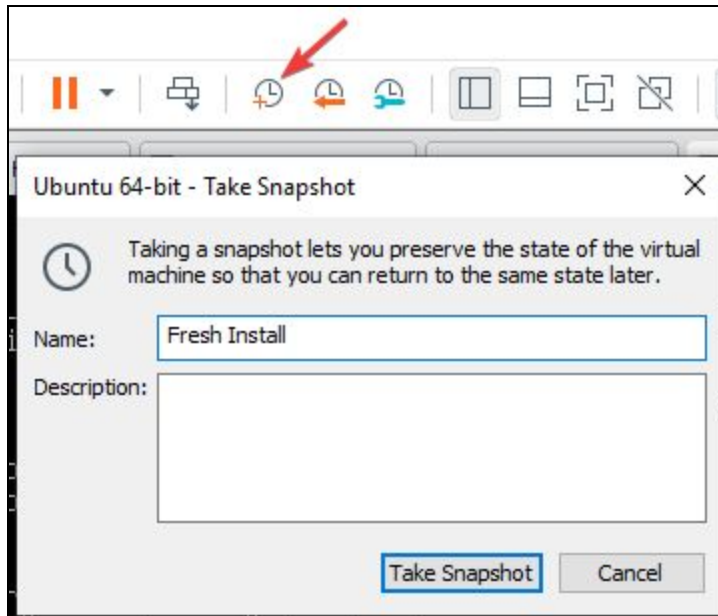 Ubuntu 64-bit - Take Snapshot
Taking a snapshot lets you preserve the state of the virtual
machine so that you can return to the same state later.
Name:
Fresh Install
Description:
Take Snapshot
Cancel